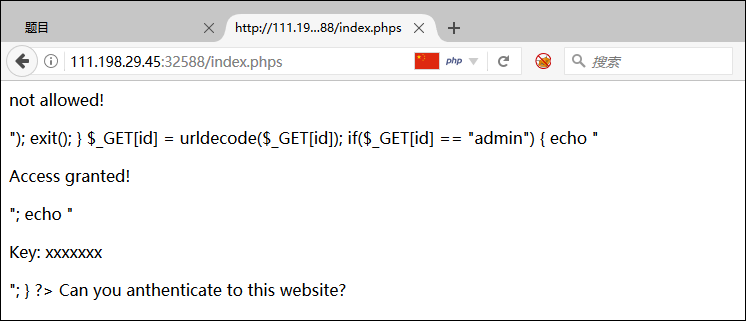 题目
http://111.19...88/index.phps
111.198.29.45:32588/index.phps
php
搜索
not allowed!
"); exit(); } $_GET[id] = urldecode($_GET[id]); if($_GET[id] == "admin") { echo "
Access granted!
"; echo "
Key: xxxxxxx
"; } ?> Can you anthenticate to this website?